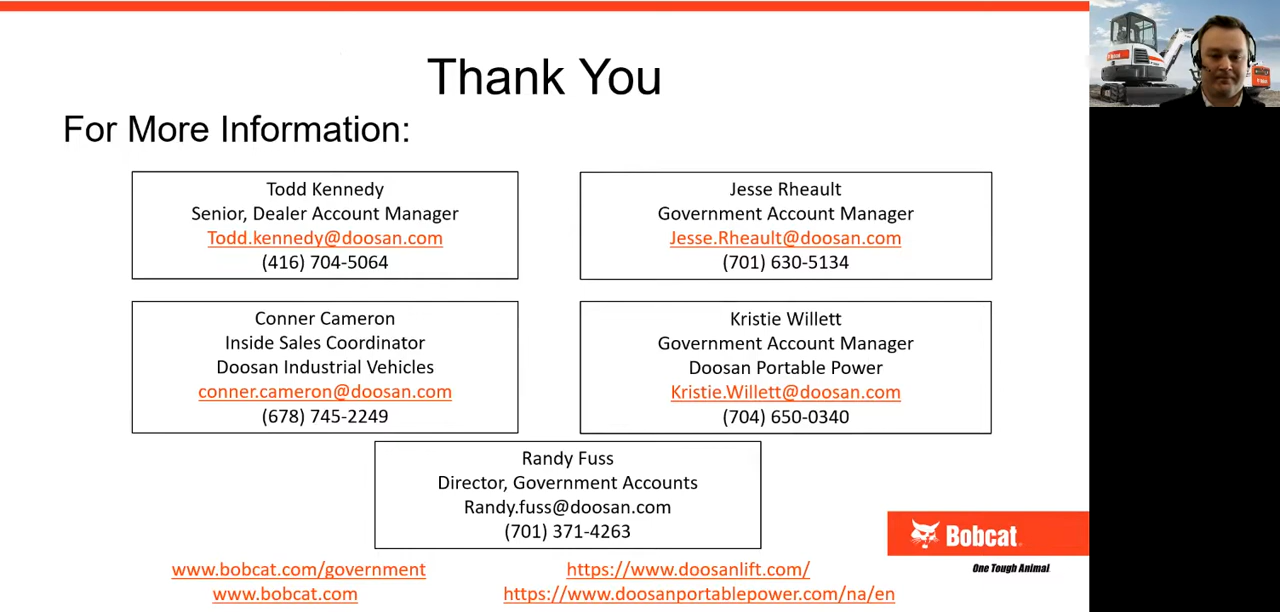 Thank You
For More Information:
Todd Kennedy
Senior, Dealer Account Manager
Todd.kennedy@doosan.com
(416) 704-5064
Jesse Rheault
Government Account Manager
Jesse.Rheault@doosan.com
(701) 630-5134
Conner Cameron
Inside Sales Coordinator
Doosan Industrial Vehicles
conner.cameron@doosan.com
(678) 745-2249
Kristie Willett
Government Account Manager
Doosan Portable Power
Kristie.Willett@doosan.com
(704) 650-0340
Randy Fuss
Director, Government Accounts
Randy.fuss@doosan.com
(701) 371-4263
www.bobcat.com/government
www.bobcat.com
https://www.doosanlift.com/
https://www.doosanportablepower.com/na/en
Bobcat
One Tough Animal